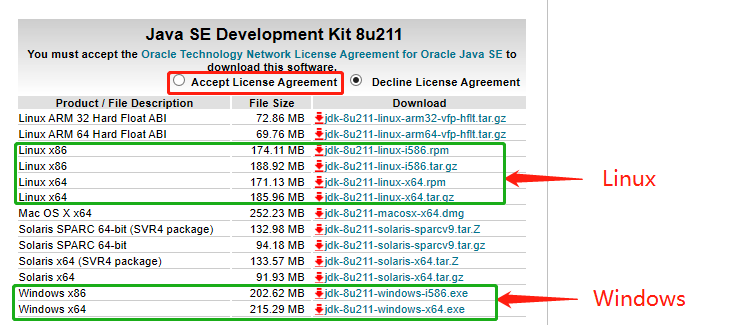 Java SE Development Kit 8u211
You must accept the Oracle Technology Network License Agreement for Oracle Java SE to
download this software.
Accept License Agreement Decline License Agreement
Product / File Description File Size Download
Linux ARM 32 Hard Float ABI 72.86 MB jdk-8u211-linux-arm32-vfp-hflt.tar.gz
Linux ARM 64 Hard Float ABI 69.76 MB jdk-8u211-linux-arm64-vfp-hflt.tar.gz
Linux x86 174.11 MB jdk-8u211-linux-i586.rpm
Linux x86 188.92 MB jdk-8u211-linux-i586.tar.gz
Linux x64 171.13 MB jdk-8u211-linux-x64.rpm
Linux x64 185.96 MB jdk-8u211-linux-x64.tar.gz
Linux
Mac OS X x64 252.23 MB jdk-8u211-macosx-x64.dmg
Solaris SPARC 64-bit (SVR4 package) 132.98 MB jdk-8u211-solaris-sparcv9.tar.Z
Solaris SPARC 64-bit 94.18 MB jdk-8u211-solaris-sparcv9.tar.gz
Solaris x64 (SVR4 package) 133.57 MB jdk-8u211-solaris-x64.tar.Z
Solaris x64 91.93 MB jdk-8u211-solaris-x64.tar.gz
Windows x86 202.62 MB jdk-8u211-windows-i586.exe
Windows x64 215.29 MB jdk-8u211-windows-x64.exe
Windows